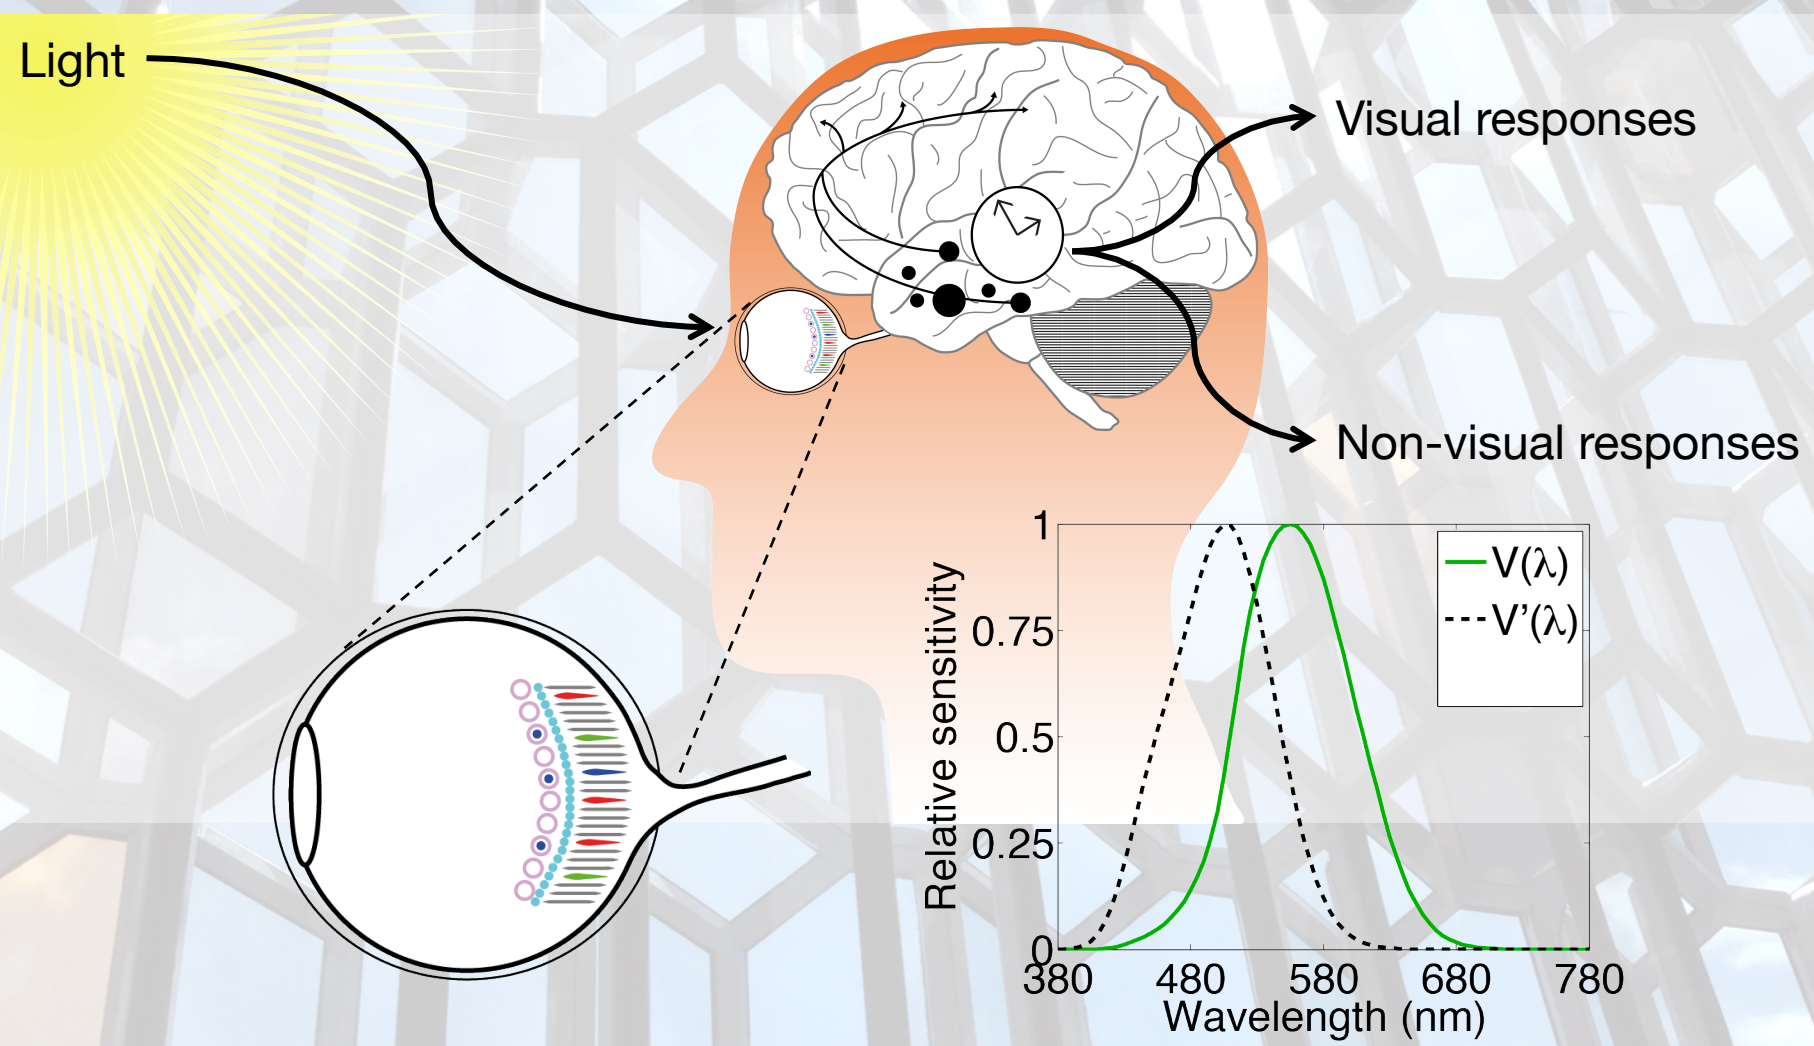 Light
Visual responses
Non-visual responses
Relative sensitivity
1
0.75
0.5
0.25
0
380 480 580 680 780
Wavelength (nm)
V(λ)
V’(λ)